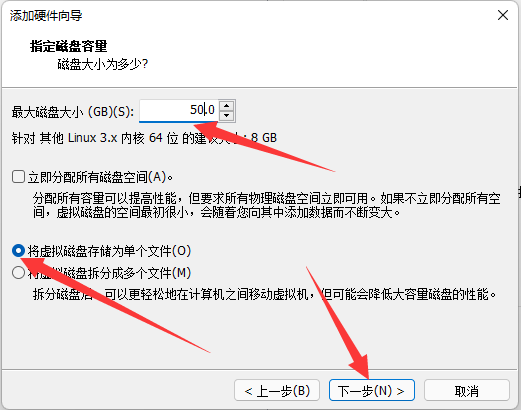 添加硬件向导
指定磁盘容量
磁盘大小为多少?
最大磁盘大小 (GB)(S): 50.0
针对 其他 Linux 3.x 内核 64 位 的建议大小: 8 GB
立即分配所有磁盘空间(A)。
分配所有容量可以提高性能，但要求所有物理磁盘空间立即可用。如果不立即分配所有空
间，虚拟磁盘的空间最初很小，会随着您向其中添加数据而不断变大。
将虚拟磁盘存储为单个文件(O)
将虚拟磁盘拆分成多个文件(M)
拆分磁盘后，可以更轻松地在计算机之间移动虚拟机，但可能会降低大容量磁盘的性能。
< 上一步(B) 下一步(N) > 取消